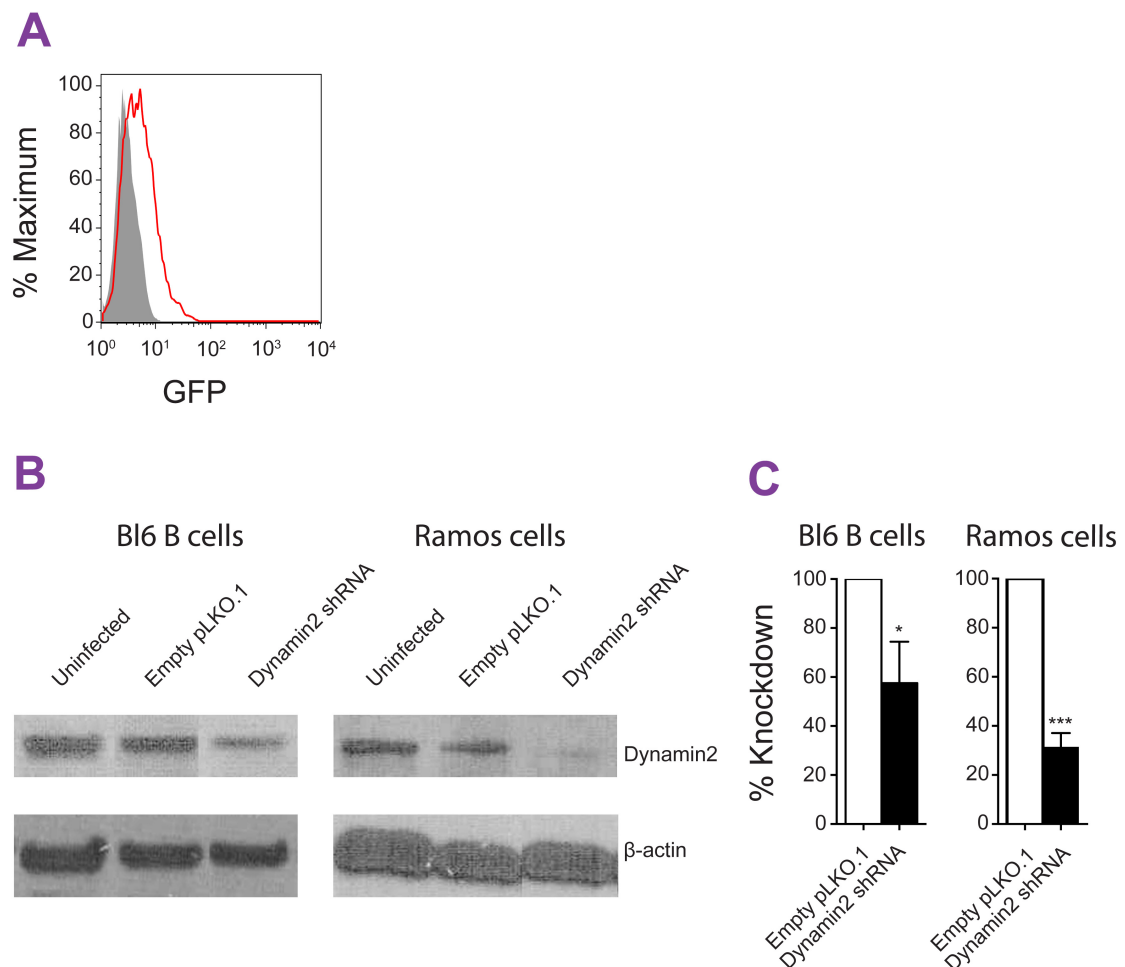 A
100
80
60
40
20
0
% Maximum
10⁰ 10¹ 10² 10³ 10⁴
GFP
B
Bl6 B cells
Ramos cells
Uninfected
Empty pLKO.1
Dynamin2 shRNA
Uninfected
Empty pLKO.1
Dynamin2 shRNA
Dynamin2
β-actin
C
Bl6 B cells
Ramos cells
% Knockdown
100
80
60
40
20
0
*
Empty pLKO.1
Dynamin2 shRNA
100
80
60
40
20
0
***
Empty pLKO.1
Dynamin2 shRNA